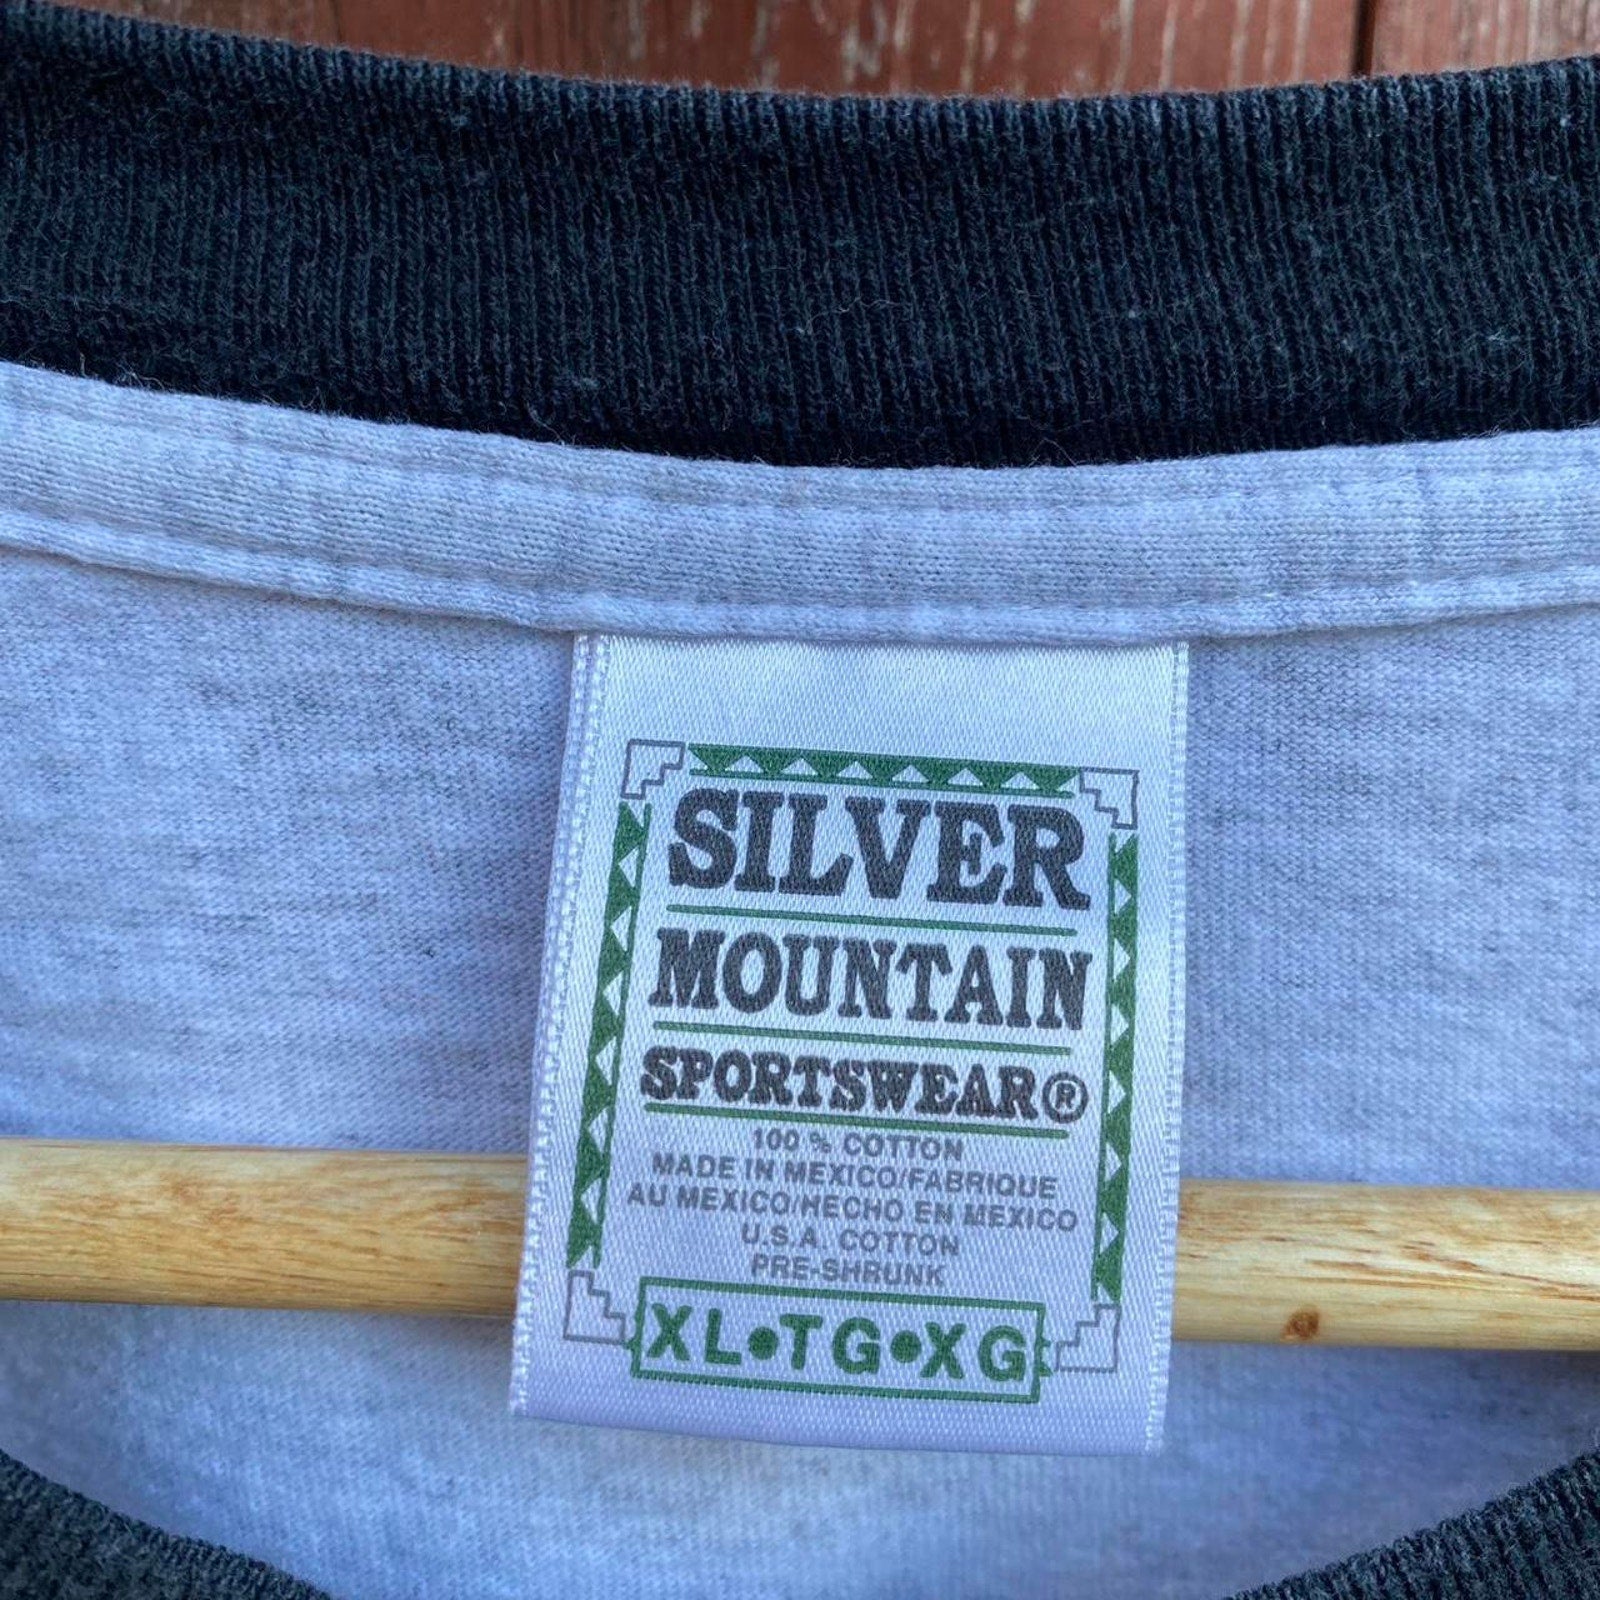 SILVER
MOUNTAIN
SPORTSWEAR®
100 % COTTON
MADE IN MEXICO/FABRIQUE
AU MEXICO/HECHO EN MEXICO
U.S.A. COTTON
PRE-SHRUNK
XL•TG•XG